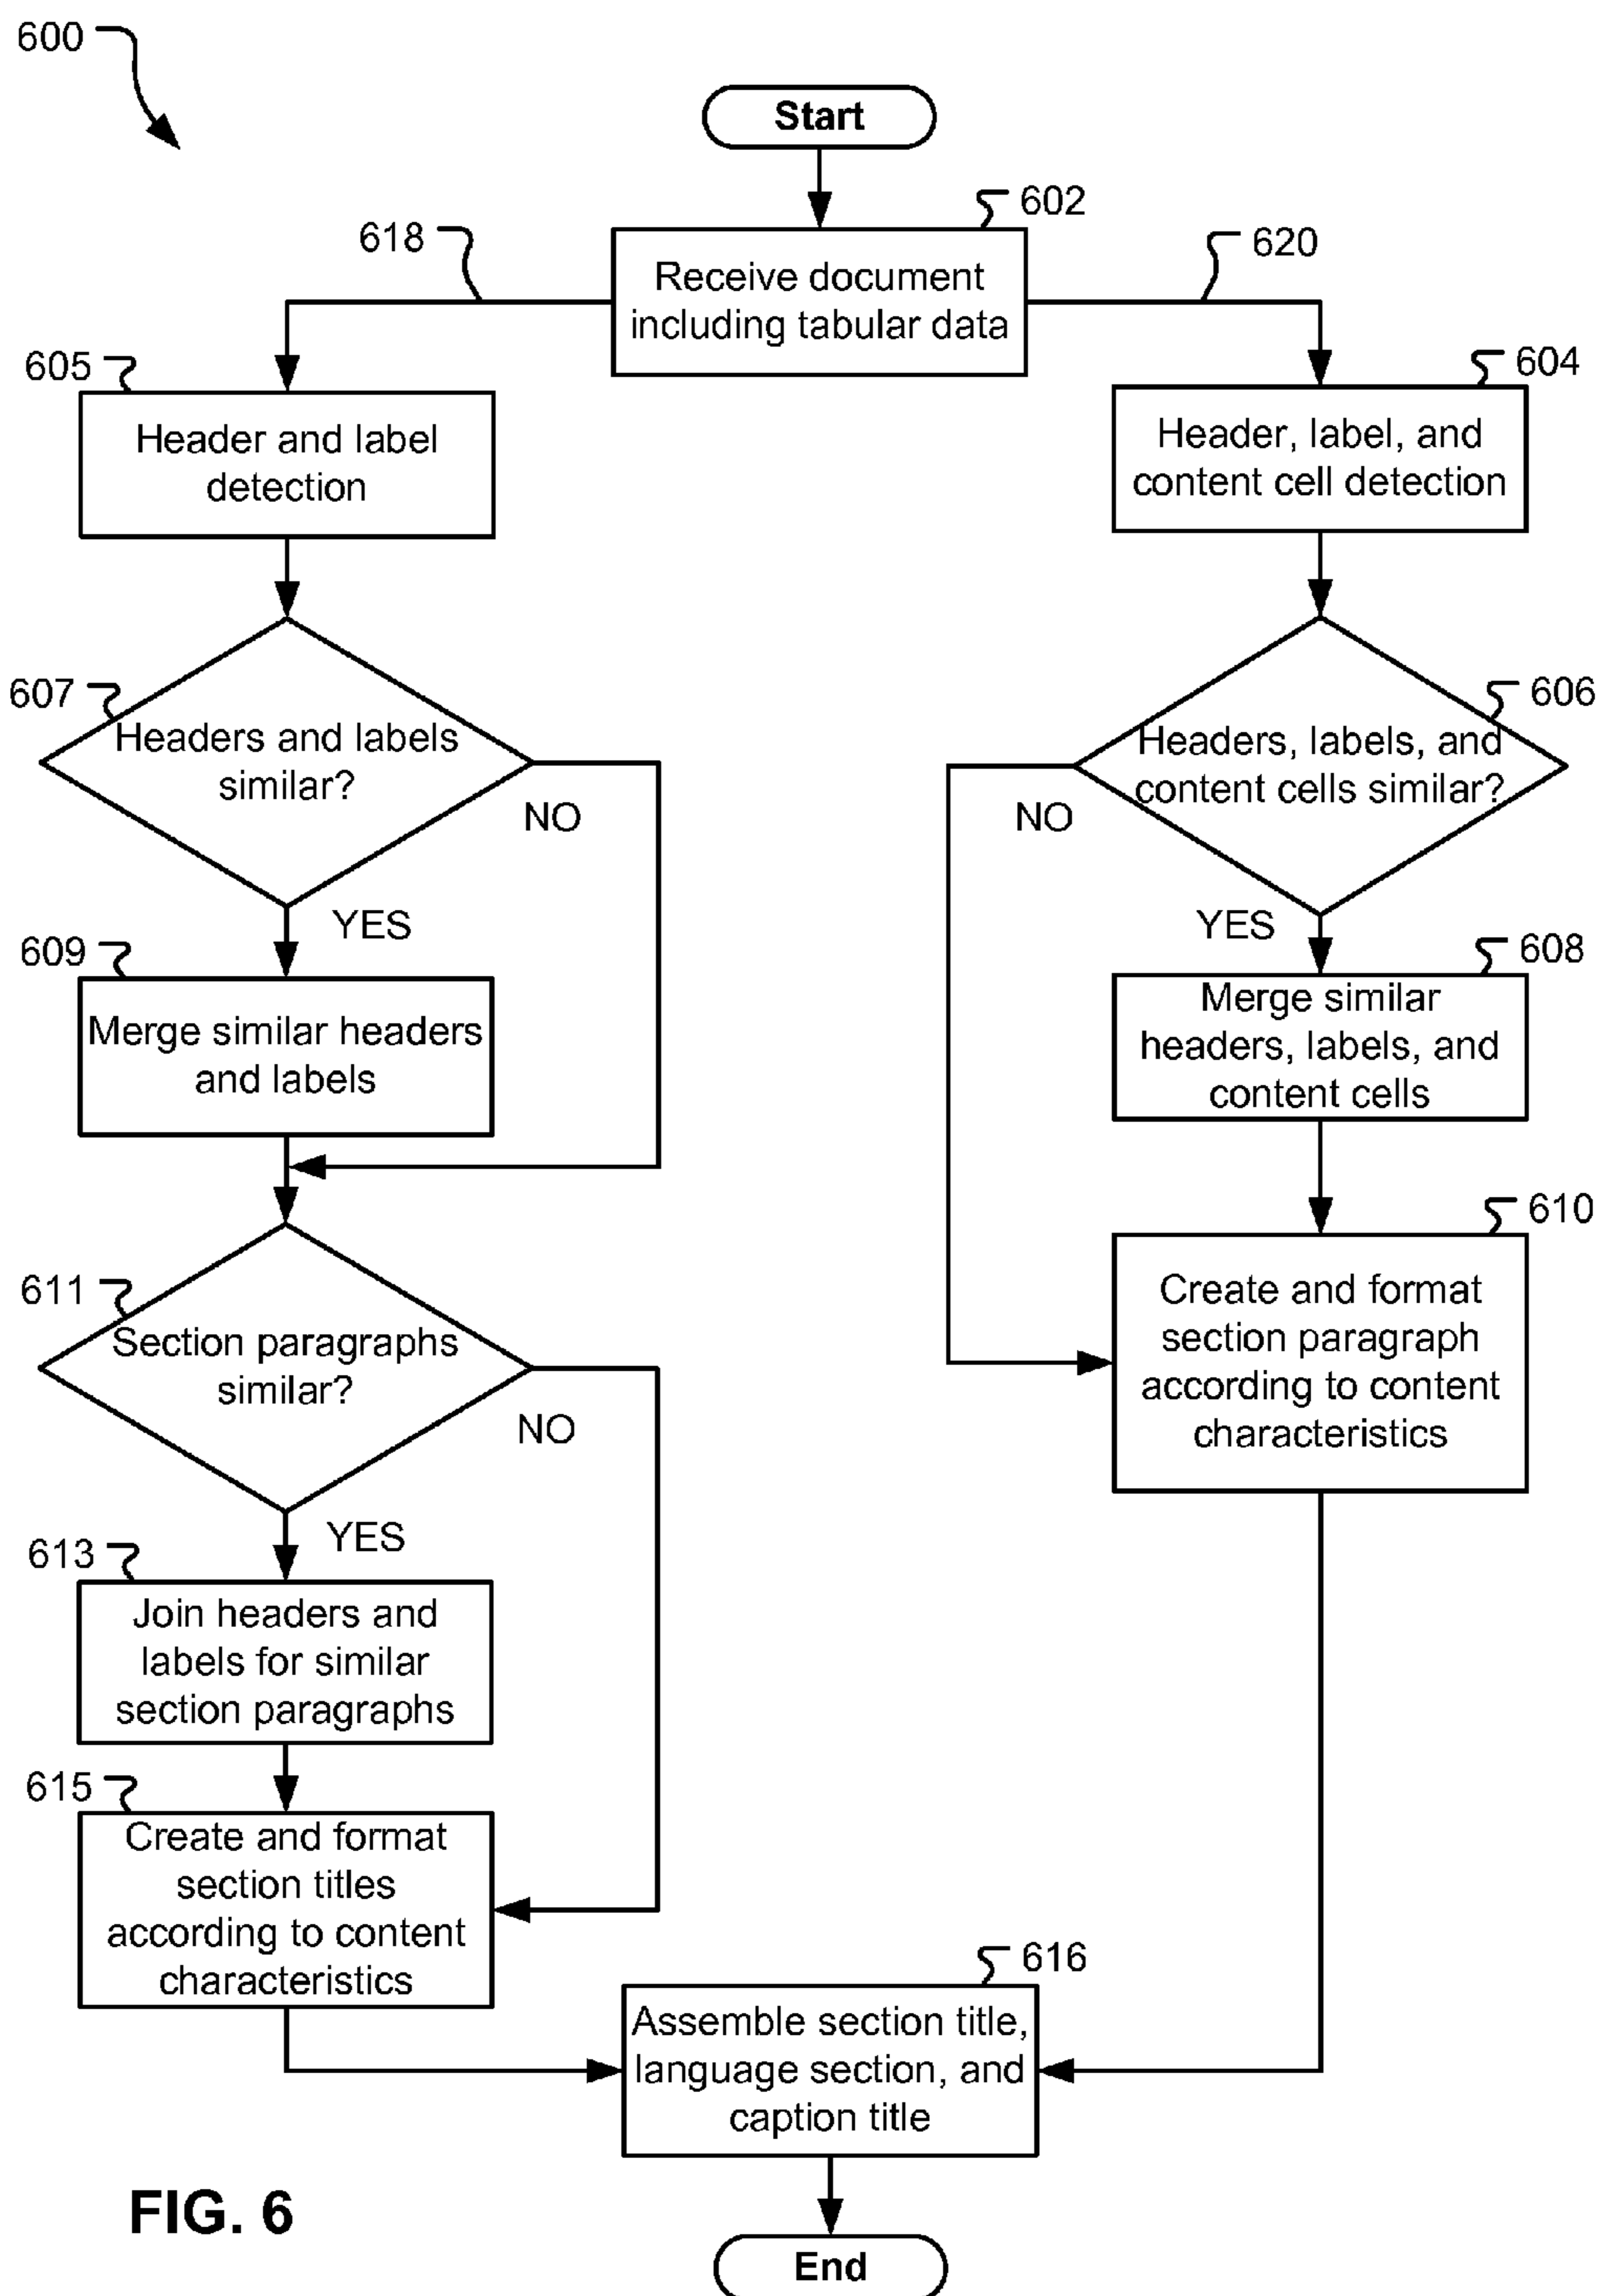 600
Start
602
618
620
Receive document
including tabular data
605
604
Header and label
detection
Header, label, and
content cell detection
607
606
Headers and labels
similar?
Headers, labels, and
content cells similar?
NO
NO
YES
YES
609
608
Merge similar headers
and labels
Merge similar
headers, labels, and
content cells
610
611
Section paragraphs
similar?
Create and format
section paragraph
according to content
characteristics
NO
YES
613
Join headers and
labels for similar
section paragraphs
615
Create and format
section titles
according to content
characteristics
616
Assemble section title,
language section, and
caption title
FIG. 6
End